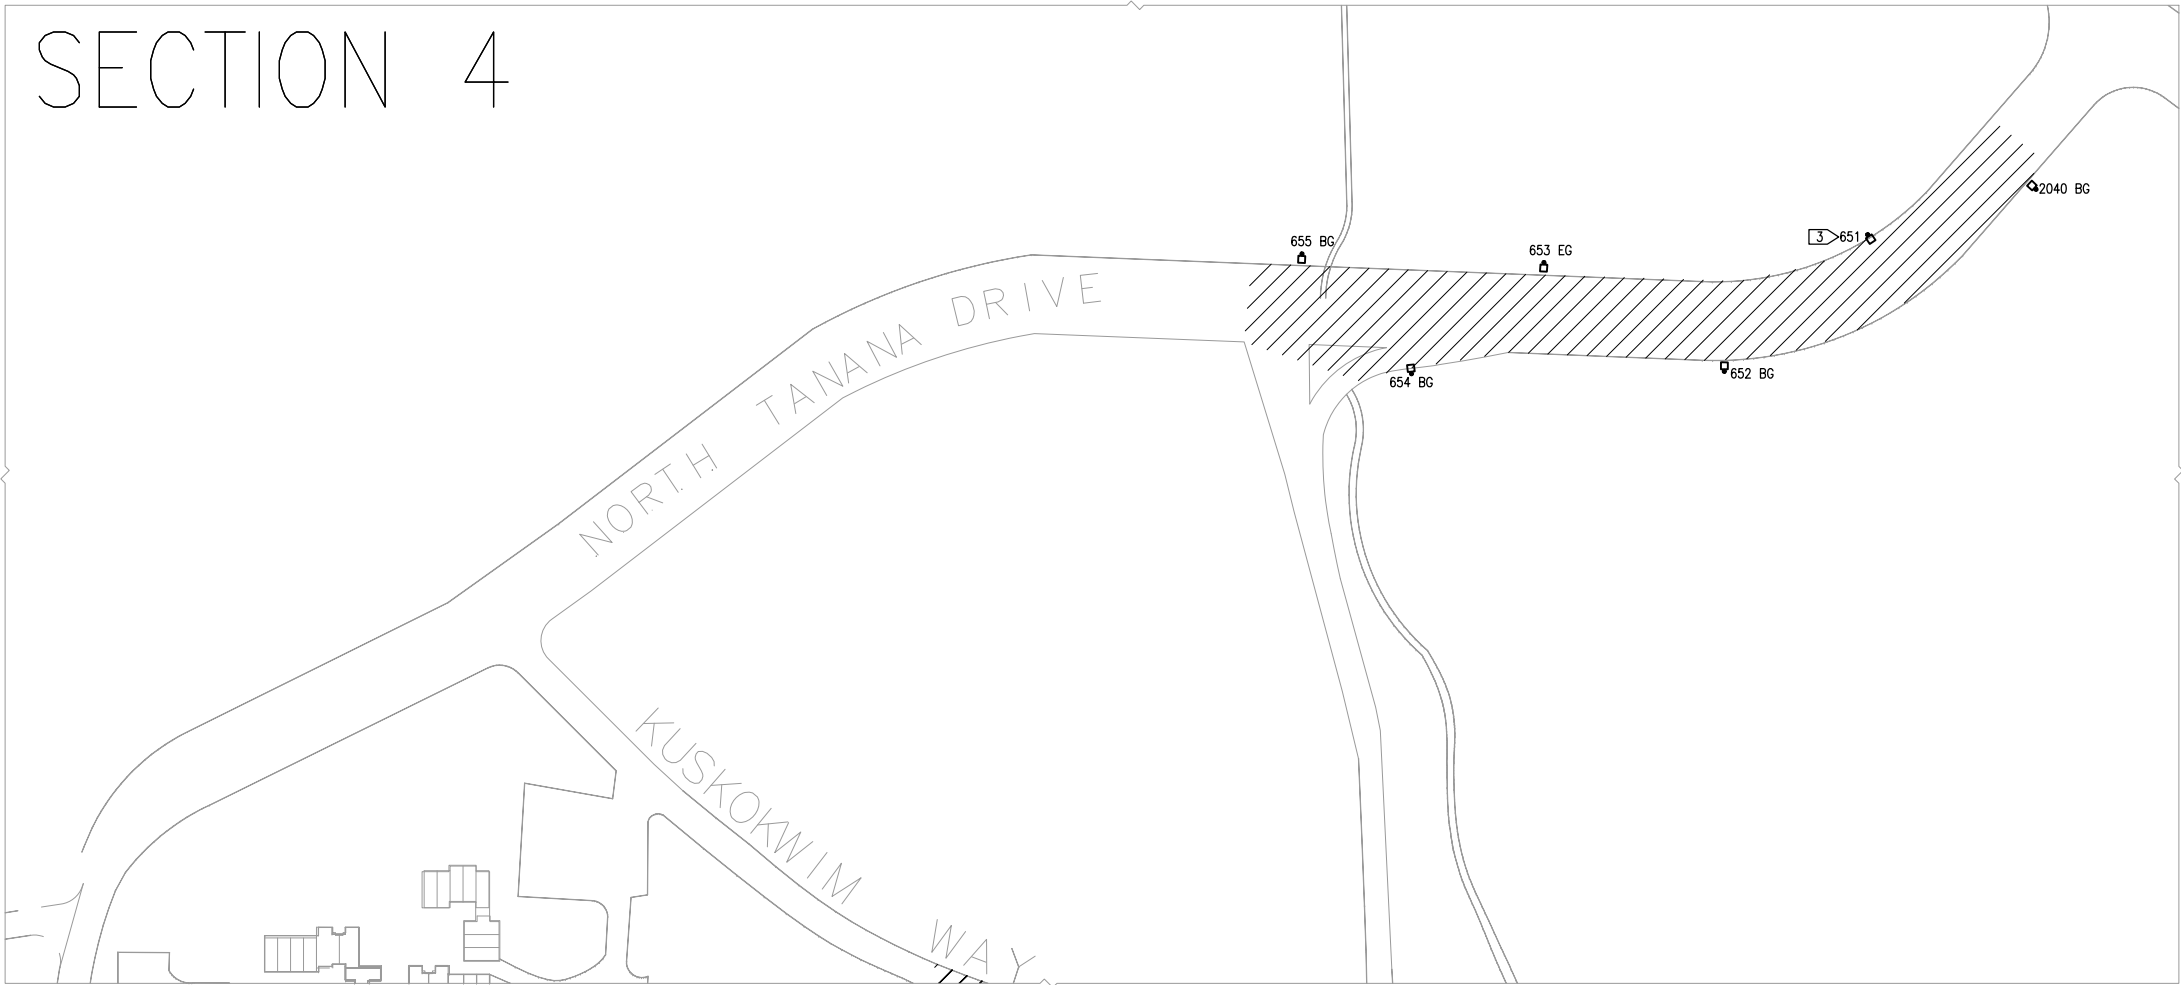 SECTION 4
2040 BG
3 651
655 BG
653 EG
NORTH TANANA DRIVE
654 BG
652 BG
KUSKOKWIM WAY